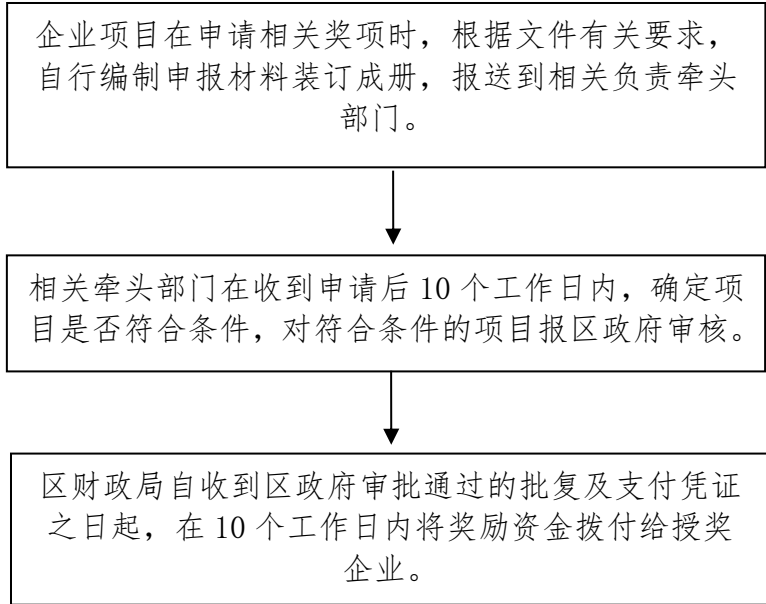 企业项目在申请相关奖项时，根据文件有关要求，
自行编制申报材料装订成册，报送到相关负责牵头
部门。
相关牵头部门在收到申请后 10 个工作日内，确定项
目是否符合条件，对符合条件的项目报区政府审核。
区财政局自收到区政府审批通过的批复及支付凭证
之日起，在 10 个工作日内将奖励资金拨付给授奖
企业。